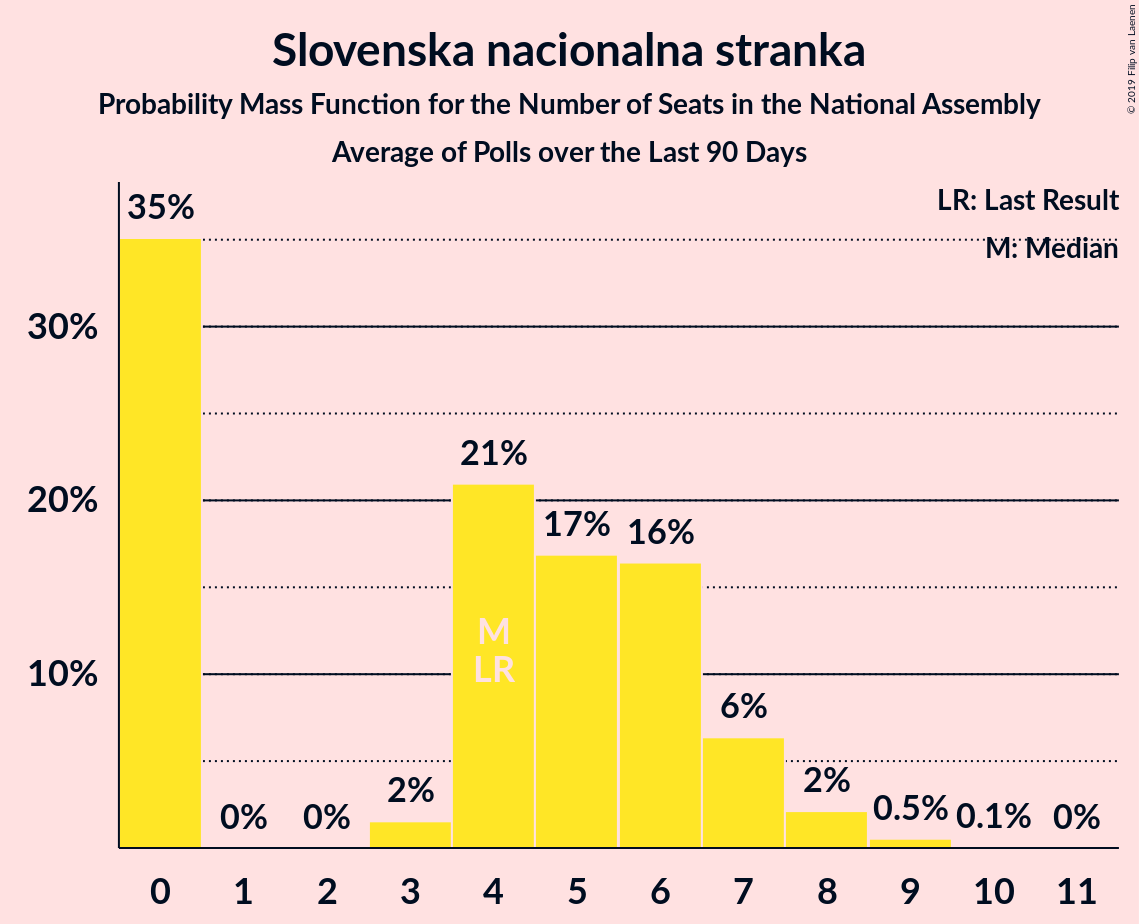 Slovenska nacionalna stranka
Probability Mass Function for the Number of Seats in the National Assembly
Average of Polls over the Last 90 Days
© 2019 Filip van Laenen
LR: Last Result
M: Median
35%
30%
21%
20%
17%
16%
M
LR
10%
6%
2%
2%
0%
0%
0.5%
0.1%
0%
0 1 2 3 4 5 6 7 8 9 10 11